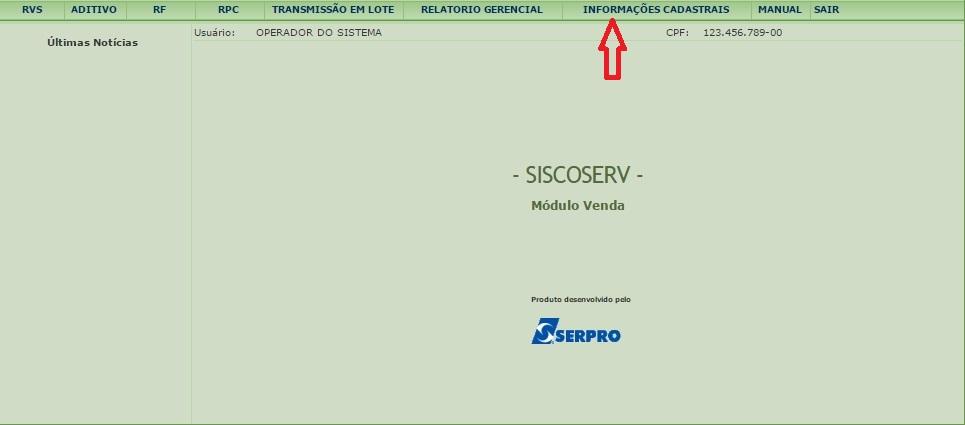 RVS ADITIVO RF RPC TRANSMISSÃO EM LOTE RELATORIO GERENCIAL INFORMAÇÕES CADASTRAIS MANUAL SAIR
Últimas Notícias
Usuário: OPERADOR DO SISTEMA CPF: 123.456.789-00
- SISCOSERV -
Módulo Venda
Produto desenvolvido pelo
SERPRO